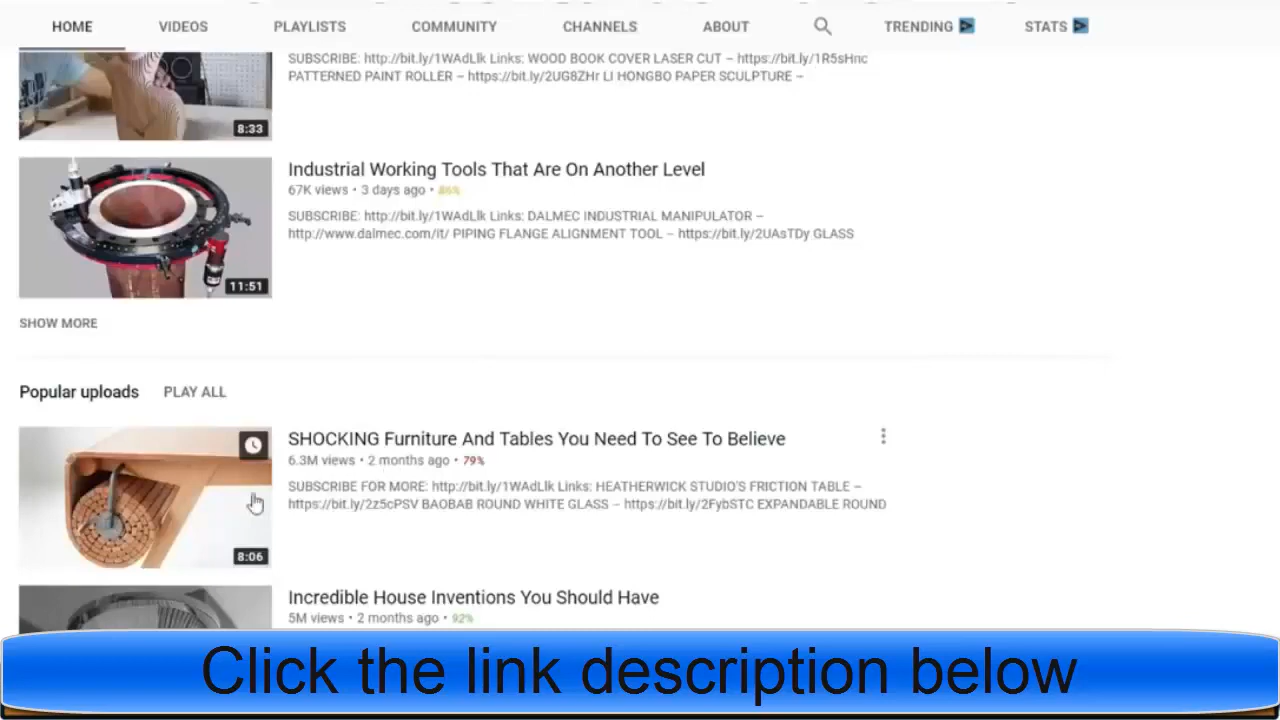 HOME VIDEOS PLAYLISTS COMMUNITY CHANNELS ABOUT TRENDING STATS
SUBSCRIBE: http://bit.ly/1WAdLlk Links: WOOD BOOK COVER LASER CUT – https://bit.ly/1R5sHnc
PATTERNED PAINT ROLLER – https://bit.ly/2UG8ZHr LI HONGBO PAPER SCULPTURE –
8:33
Industrial Working Tools That Are On Another Level
67K views • 3 days ago • 86%
SUBSCRIBE: http://bit.ly/1WAdLlk Links: DALMEC INDUSTRIAL MANIPULATOR –
http://www.dalmec.com/it/ PIPING FLANGE ALIGNMENT TOOL – https://bit.ly/2UAsTDy GLASS
11:51
SHOW MORE
Popular uploads PLAY ALL
SHOCKING Furniture And Tables You Need To See To Believe
6.3M views • 2 months ago • 79%
SUBSCRIBE FOR MORE: http://bit.ly/1WAdLlk Links: HEATHERWICK STUDIO'S FRICTION TABLE –
https://bit.ly/2z5cPSV BAOBAB ROUND WHITE GLASS – https://bit.ly/2FybSTC EXPANDABLE ROUND
8:06
Incredible House Inventions You Should Have
5M views • 2 months ago • 92%
Click the link description below